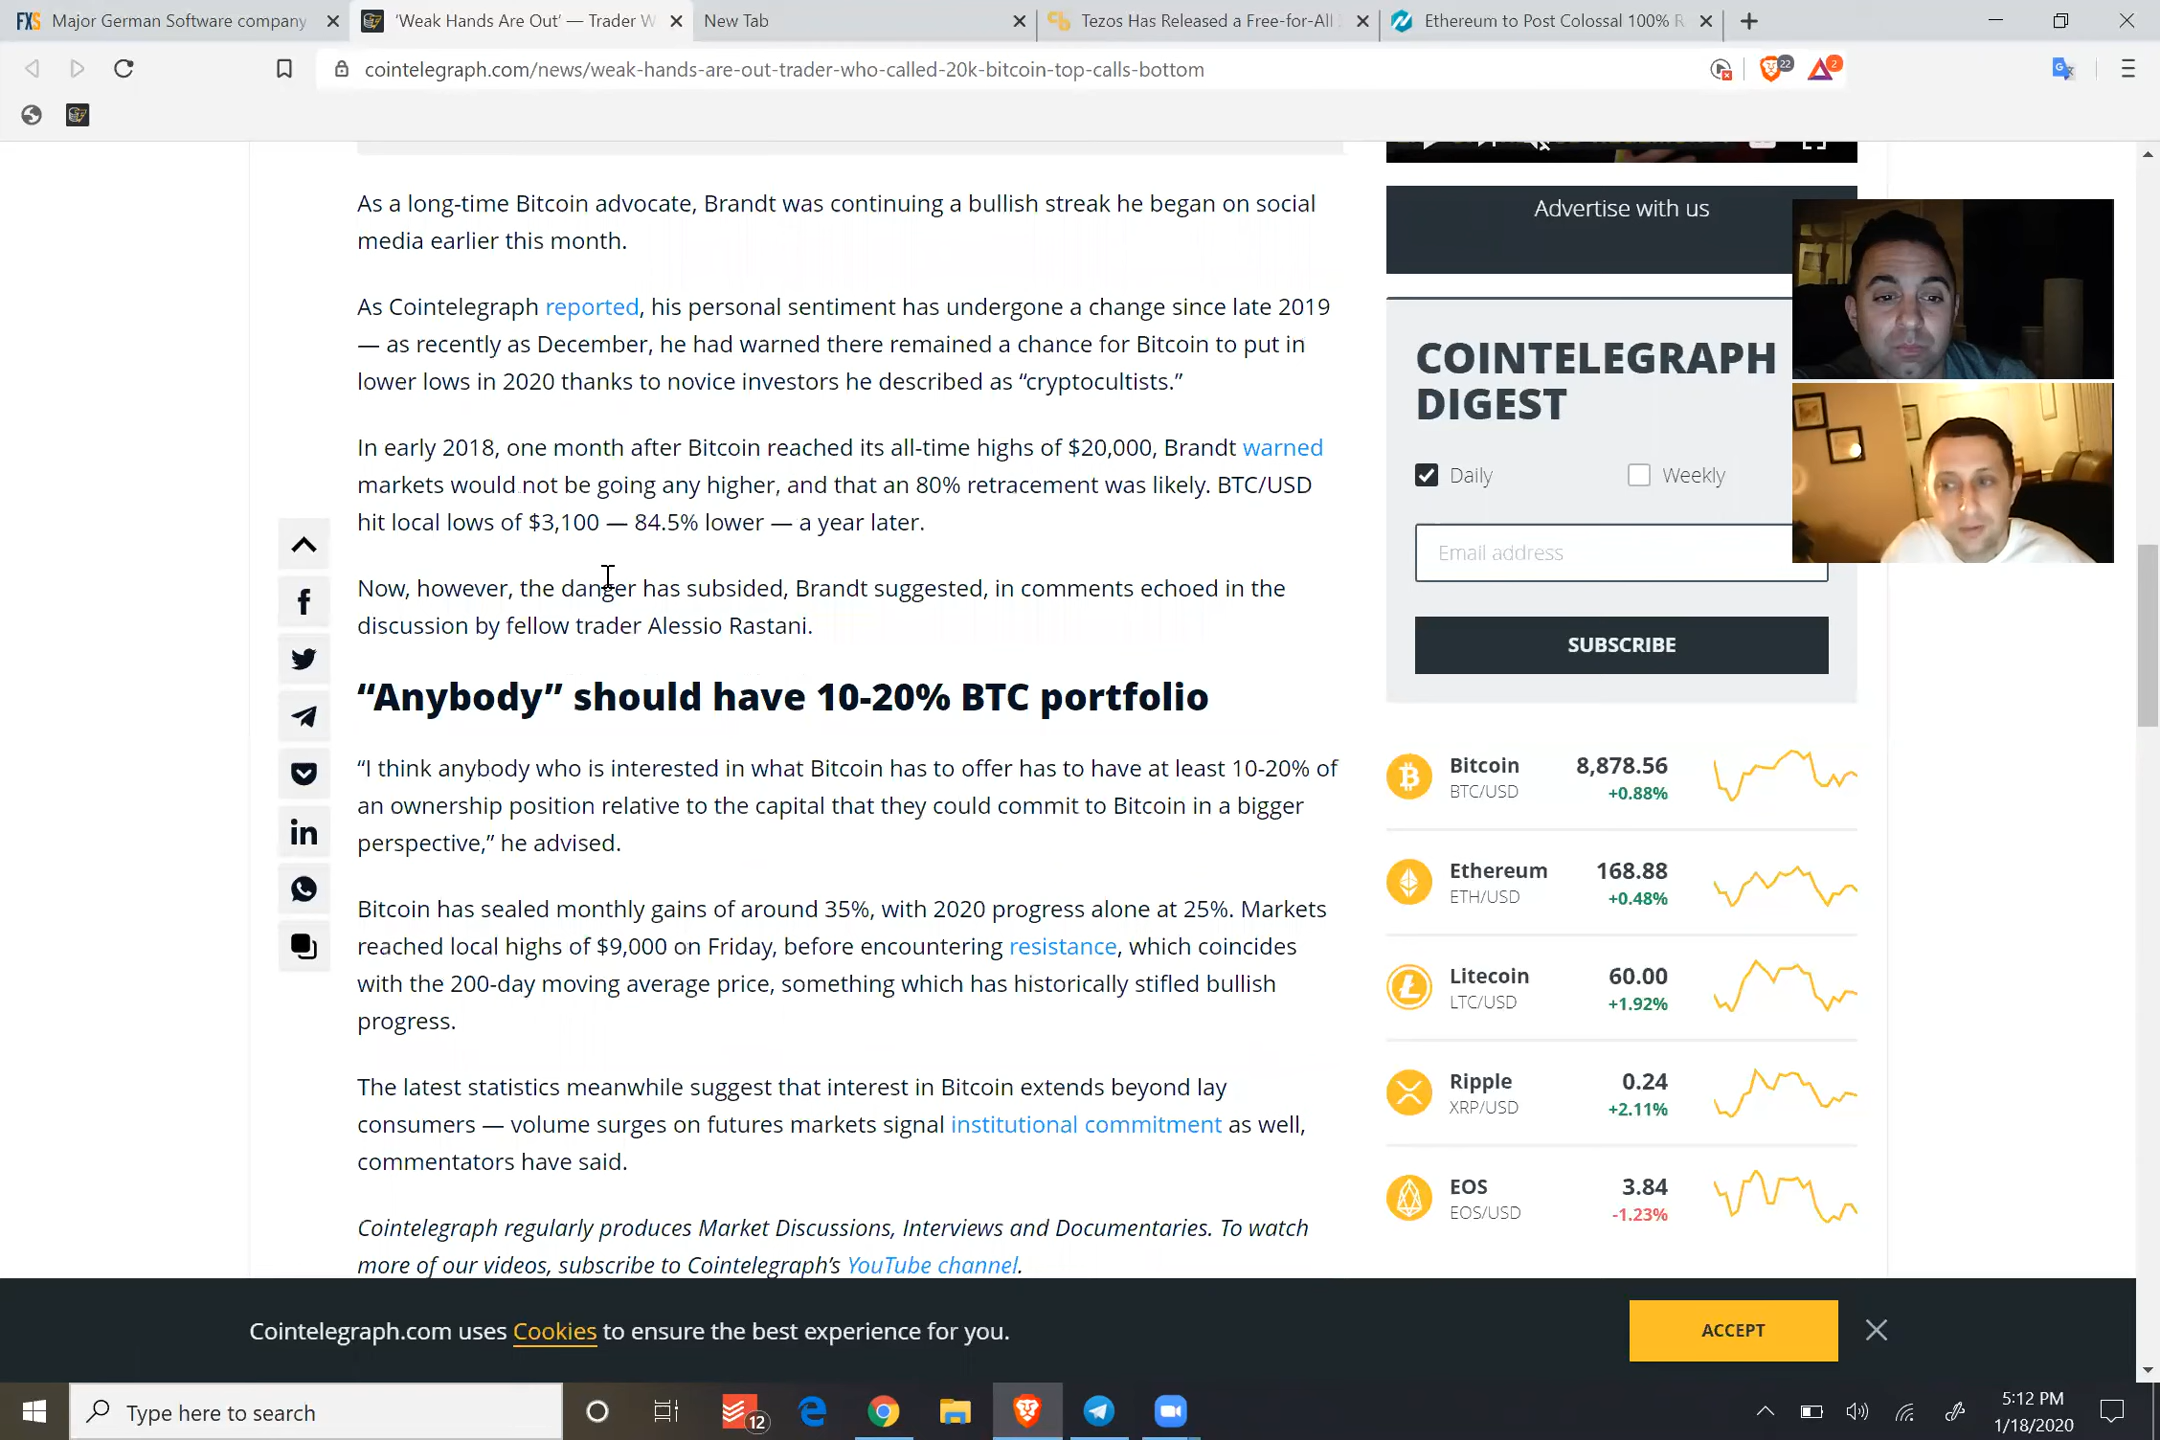 FXS Major German Software company
'Weak Hands Are Out' — Trader W
New Tab
Tezos Has Released a Free-for-All
Ethereum to Post Colossal 100% R
cointelegraph.com/news/weak-hands-are-out-trader-who-called-20k-bitcoin-top-calls-bottom
22
2
As a long-time Bitcoin advocate, Brandt was continuing a bullish streak he began on social
media earlier this month.
As Cointelegraph reported, his personal sentiment has undergone a change since late 2019
— as recently as December, he had warned there remained a chance for Bitcoin to put in
lower lows in 2020 thanks to novice investors he described as “cryptocultists.”
In early 2018, one month after Bitcoin reached its all-time highs of $20,000, Brandt warned
markets would not be going any higher, and that an 80% retracement was likely. BTC/USD
hit local lows of $3,100 — 84.5% lower — a year later.
Now, however, the danger has subsided, Brandt suggested, in comments echoed in the
discussion by fellow trader Alessio Rastani.
“Anybody” should have 10-20% BTC portfolio
“I think anybody who is interested in what Bitcoin has to offer has to have at least 10-20% of
an ownership position relative to the capital that they could commit to Bitcoin in a bigger
perspective,” he advised.
Bitcoin has sealed monthly gains of around 35%, with 2020 progress alone at 25%. Markets
reached local highs of $9,000 on Friday, before encountering resistance, which coincides
with the 200-day moving average price, something which has historically stifled bullish
progress.
The latest statistics meanwhile suggest that interest in Bitcoin extends beyond lay
consumers — volume surges on futures markets signal institutional commitment as well,
commentators have said.
Cointelegraph regularly produces Market Discussions, Interviews and Documentaries. To watch
more of our videos, subscribe to Cointelegraph’s YouTube channel.
Advertise with us
COINTELEGRAPH
DIGEST
Daily Weekly
Email address
SUBSCRIBE
Bitcoin 8,878.56
BTC/USD +0.88%
Ethereum 168.88
ETH/USD +0.48%
Litecoin 60.00
LTC/USD +1.92%
Ripple 0.24
XRP/USD +2.11%
EOS 3.84
EOS/USD -1.23%
Cointelegraph.com uses Cookies to ensure the best experience for you.
ACCEPT
Type here to search
12
5:12 PM
1/18/2020